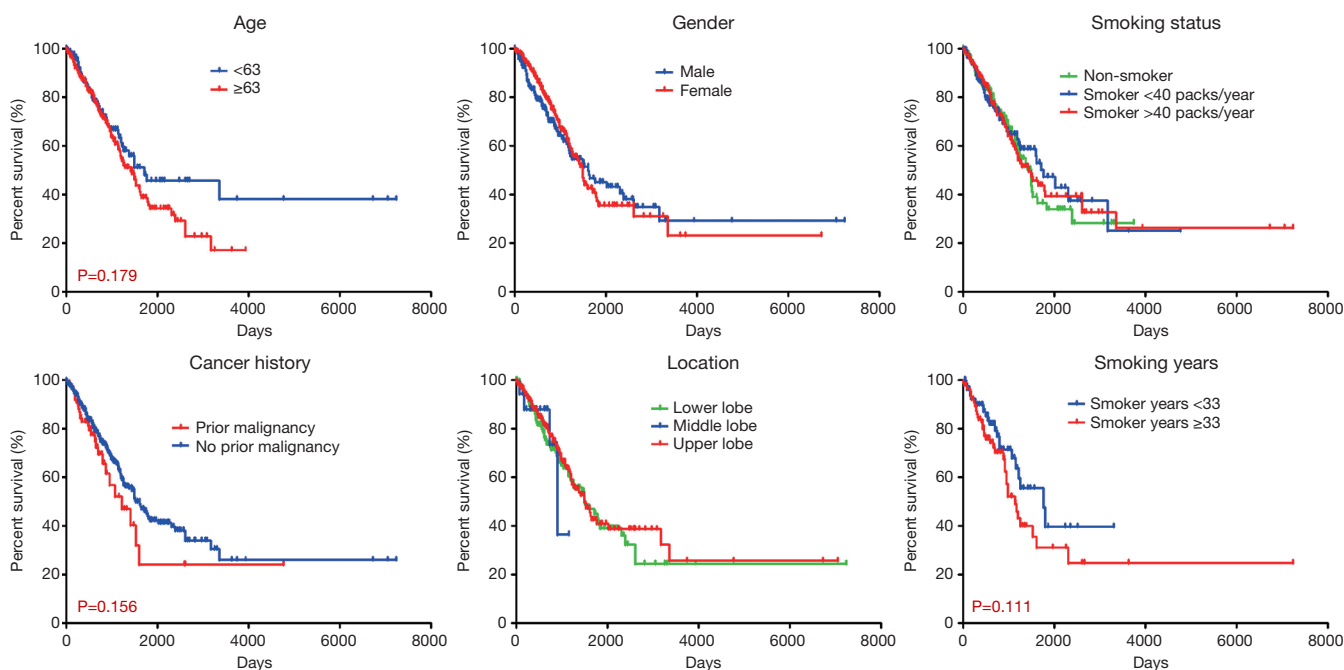 Age
Percent survival (%)
100
80
60
40
20
0
<63
≥63
P=0.179
0 2000 4000 6000 8000
Days
Gender
Percent survival (%)
100
80
60
40
20
0
Male
Female
0 2000 4000 6000 8000
Days
Smoking status
Percent survival (%)
100
80
60
40
20
0
Non-smoker
Smoker <40 packs/year
Smoker >40 packs/year
0 2000 4000 6000 8000
Days
Cancer history
Percent survival (%)
100
80
60
40
20
0
Prior malignancy
No prior malignancy
P=0.156
0 2000 4000 6000 8000
Days
Location
Percent survival (%)
100
80
60
40
20
0
Lower lobe
Middle lobe
Upper lobe
0 2000 4000 6000 8000
Days
Smoking years
Percent survival (%)
100
80
60
40
20
0
Smoker years <33
Smoker years ≥33
P=0.111
0 2000 4000 6000 8000
Days